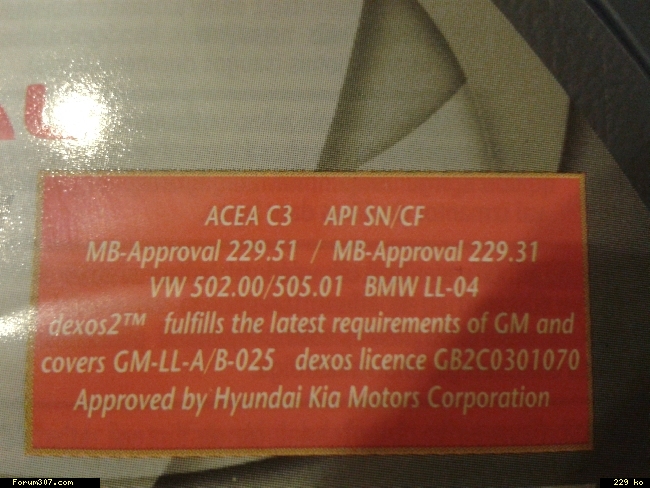 ACEA C3 API SN/CF
MB-Approval 229.51 / MB-Approval 229.31
VW 502.00/505.01 BMW LL-04
dexos2™ fulfills the latest requirements of GM and
covers GM-LL-A/B-025 dexos licence GB2C0301070
Approved by Hyundai Kia Motors Corporation
Forum307.com 229 ko